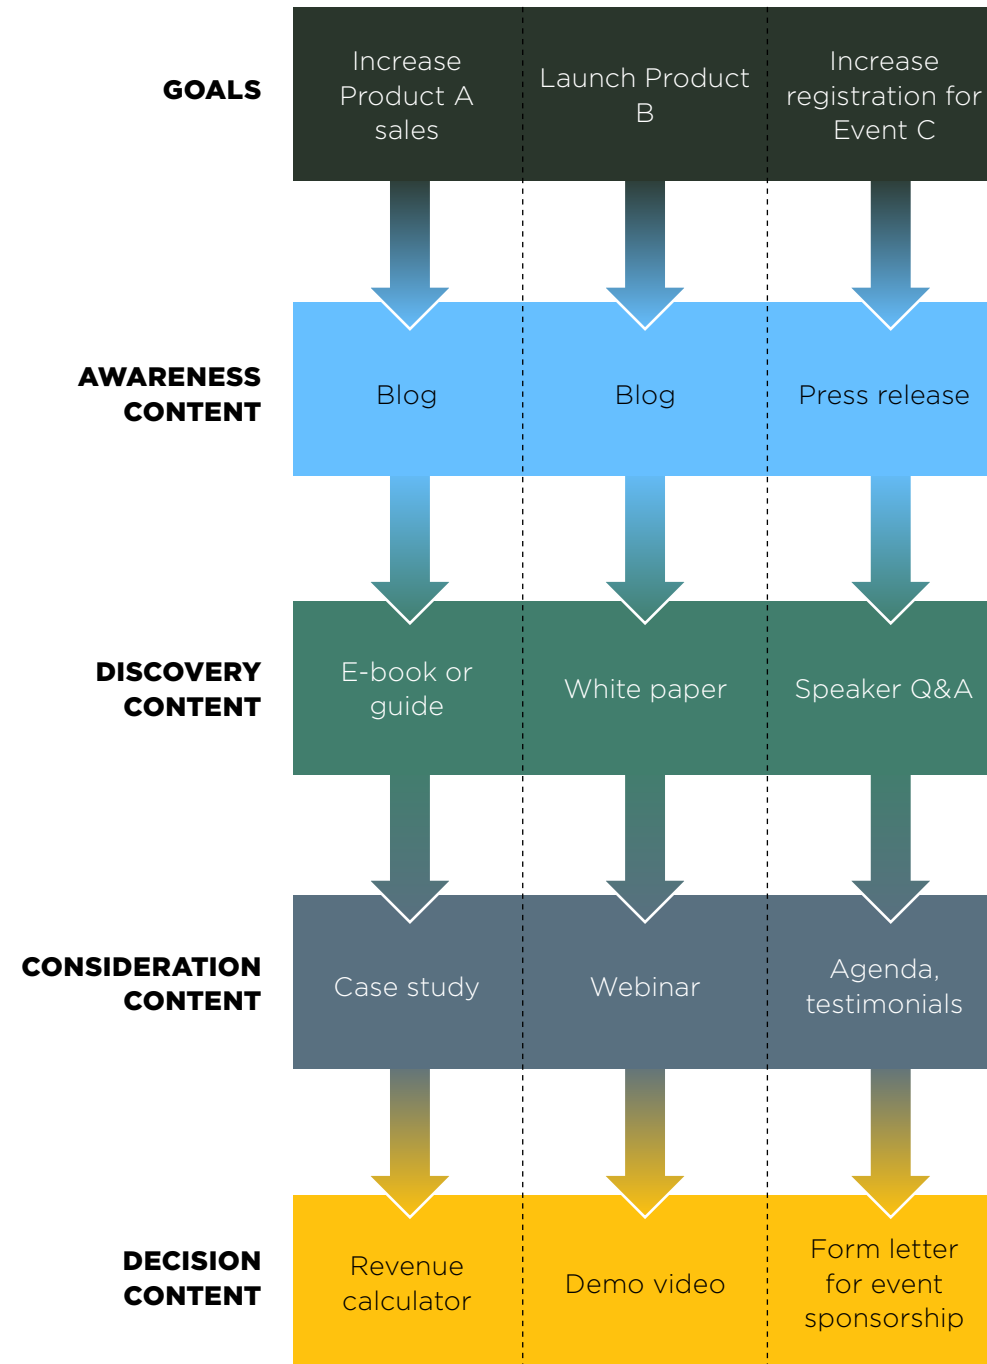 GOALS
Increase
Product A
sales
Launch Product
B
Increase
registration for
Event C
AWARENESS
CONTENT
Blog
Blog
Press release
DISCOVERY
CONTENT
E-book or
guide
White paper
Speaker Q&A
CONSIDERATION
CONTENT
Case study
Webinar
Agenda,
testimonials
DECISION
CONTENT
Revenue
calculator
Demo video
Form letter
for event
sponsorship